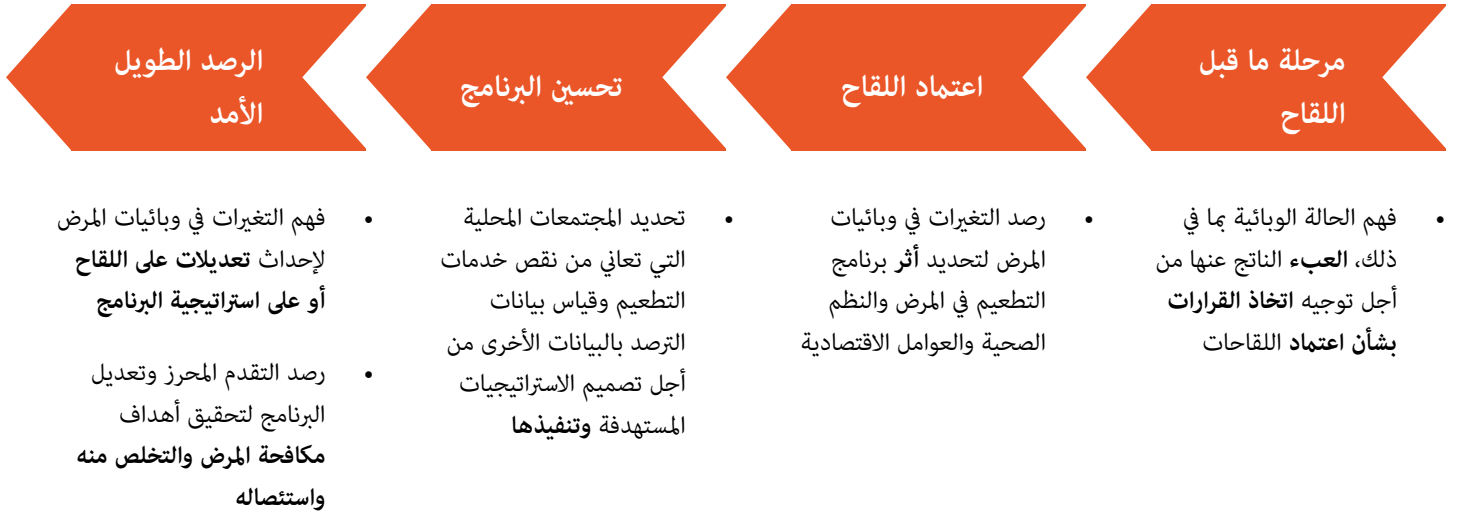 مرحلة ما قبل
اللقاح
اعتماد اللقاح
تحسين البرنامج
الرصد الطويل
الأمد
• فهم الحالة الوبائية بما في
ذلك، العبء الناتج عنها من
أجل توجيه اتخاذ القرارات
بشأن اعتماد اللقاحات
• رصد التغيرات في وبائيات
المرض لتحديد أثر برنامج
التطعيم في المرض والنظم
الصحية والعوامل الاقتصادية
• تحديد المجتمعات المحلية
التي تعاني من نقص خدمات
التطعيم وقياس بيانات
الترصد بالبيانات الأخرى من
أجل تصميم الاستراتيجيات
المستهدفة وتنفيذها
• فهم التغيرات في وبائيات المرض
لإحداث تعديلات على اللقاح
أو على استراتيجية البرنامج
• رصد التقدم المحرز وتعديل
البرنامج لتحقيق أهداف
مكافحة المرض والتخلص منه
واستئصاله